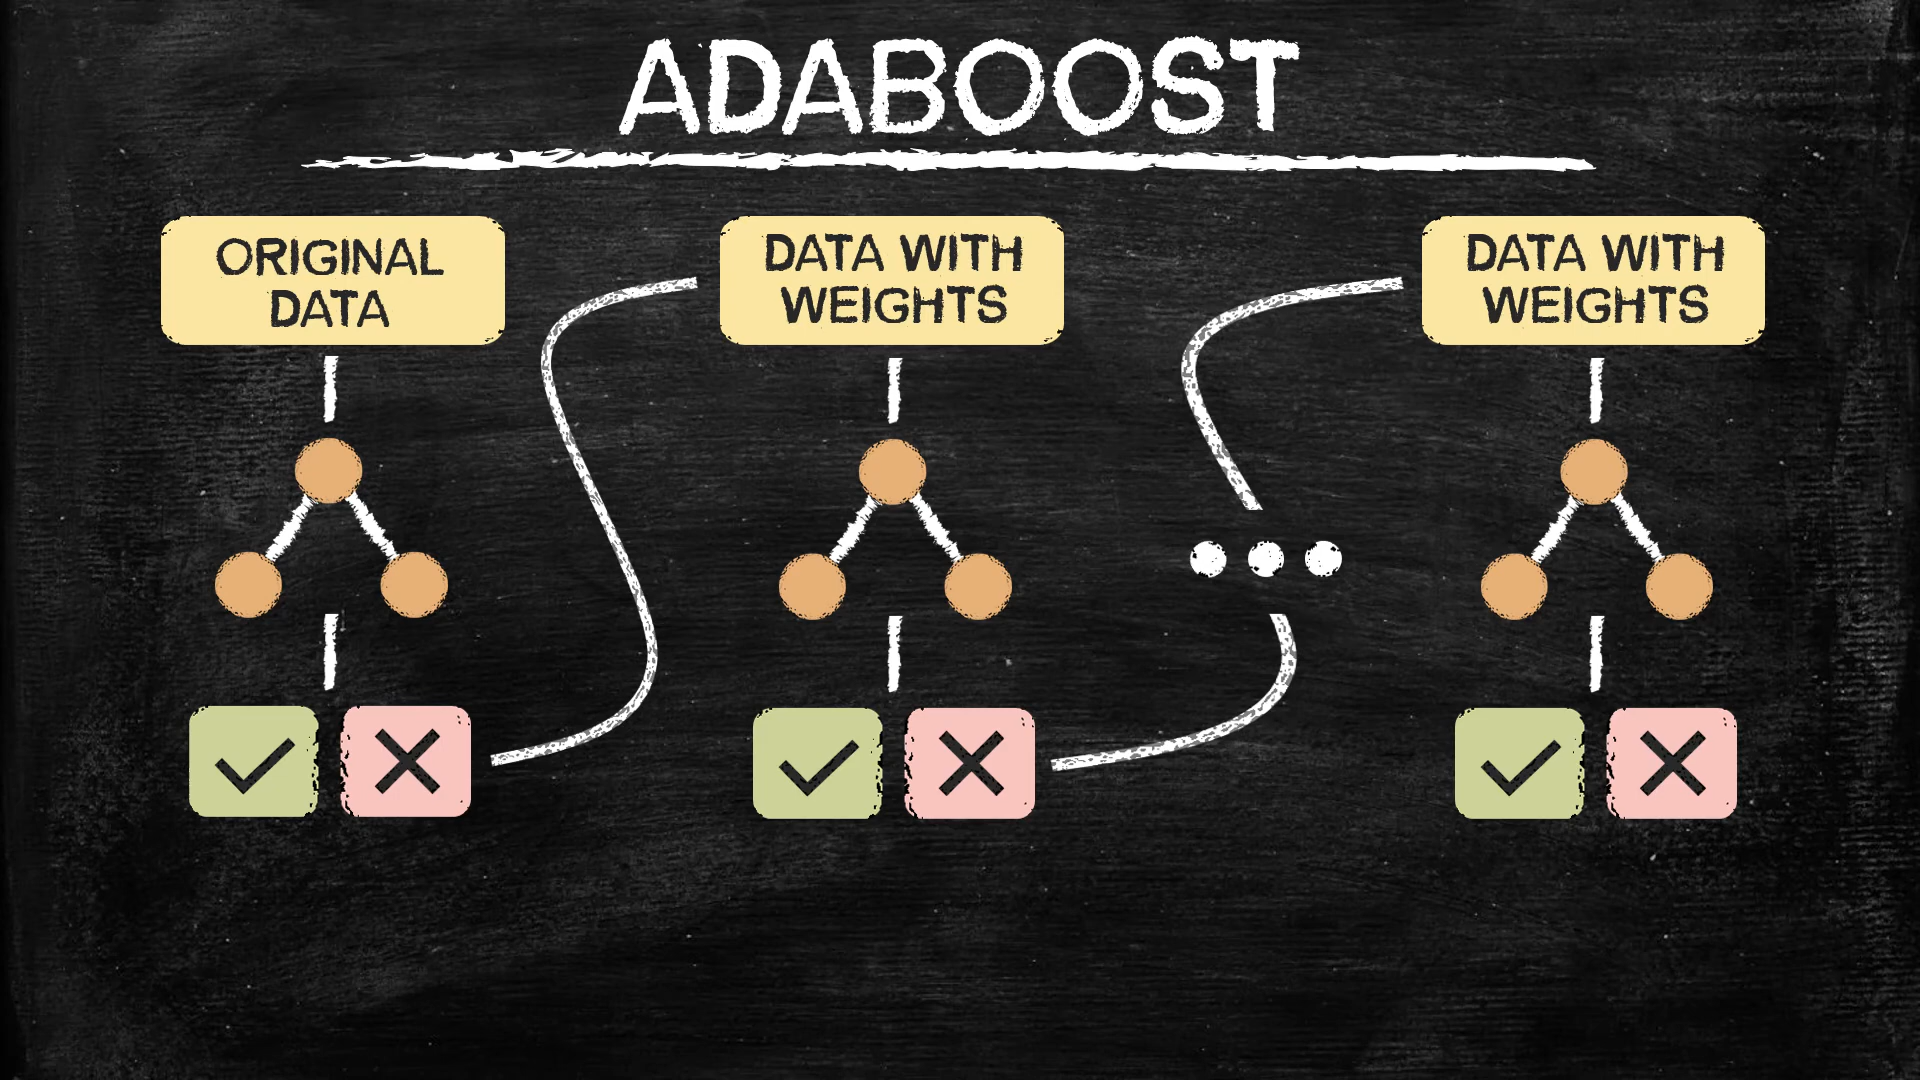 ADABOOST
ORIGINAL
DATA
DATA WITH
WEIGHTS
DATA WITH
WEIGHTS